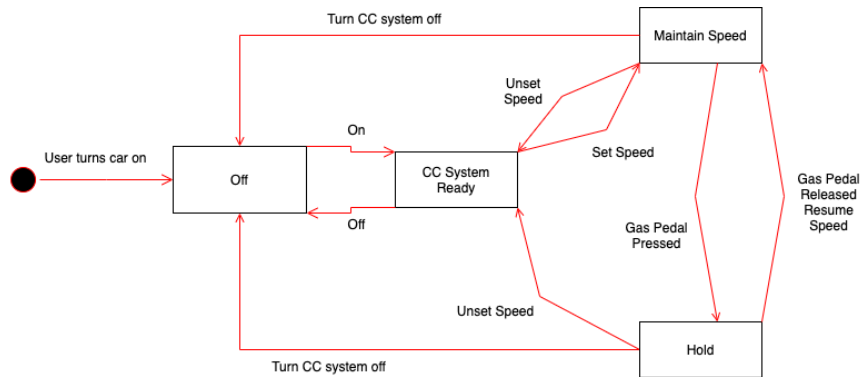 Turn CC system off
Maintain Speed
Unset
Speed
On
User turns car on
Off
CC System
Ready
Set Speed
Gas Pedal
Released
Resume
Speed
Off
Gas Pedal
Pressed
Unset Speed
Hold
Turn CC system off